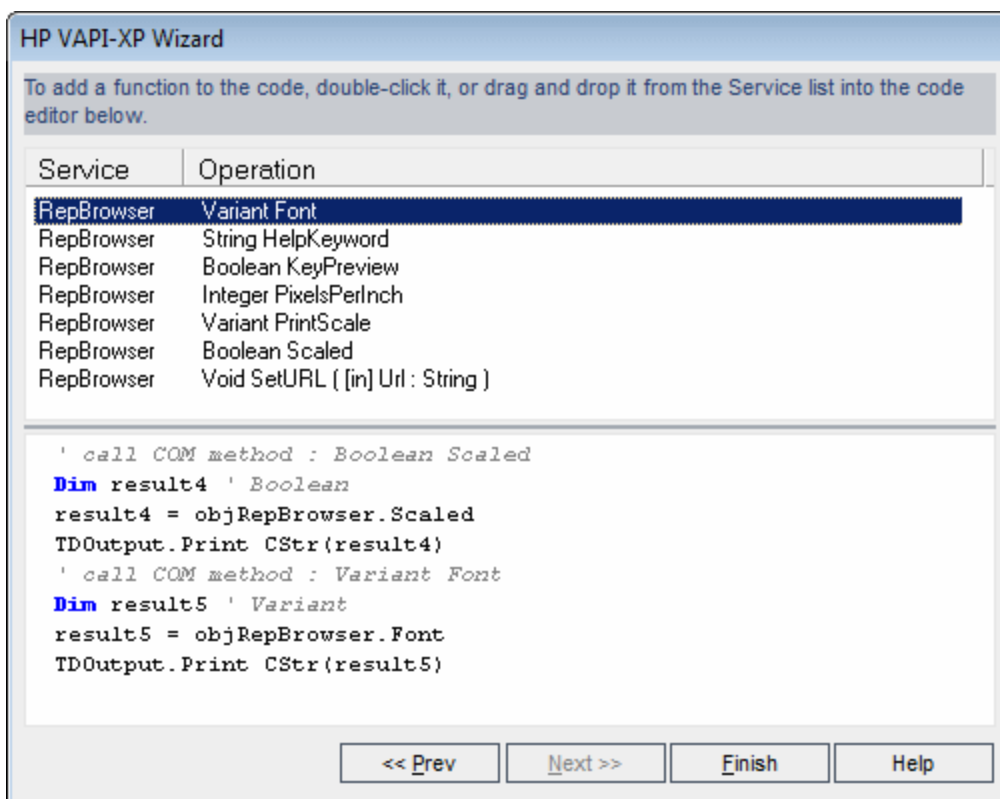 HP VAPI-XP Wizard
To add a function to the code, double-click it, or drag and drop it from the Service list into the code
editor below.
Service Operation
RepBrowser Variant Font
RepBrowser String HelpKeyword
RepBrowser Boolean KeyPreview
RepBrowser Integer PixelsPerInch
RepBrowser Variant PrintScale
RepBrowser Boolean Scaled
RepBrowser Void SetURL ( [in] Url : String )
' call COM method : Boolean Scaled
Dim result4 ' Boolean
result4 = objRepBrowser.Scaled
TDOutput.Print CStr(result4)
' call COM method : Variant Font
Dim result5 ' Variant
result5 = objRepBrowser.Font
TDOutput.Print CStr(result5)
<< Prev Next >> Finish Help